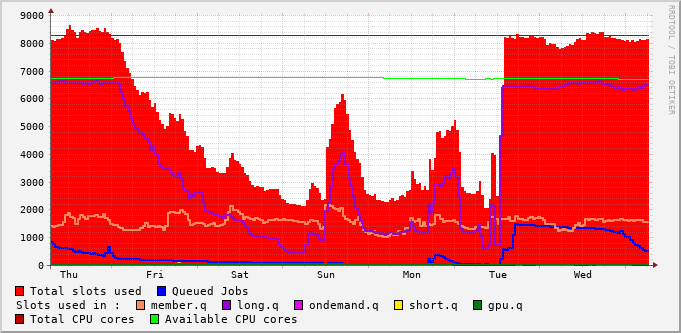 9000
8000
7000
6000
5000
4000
3000
2000
1000
0
Thu Fri Sat Sun Mon Tue Wed
RRDTOOL / TOBI OETIKER
Total slots used Queued Jobs
Slots used in : member.q long.q ondemand.q short.q gpu.q
Total CPU cores Available CPU cores